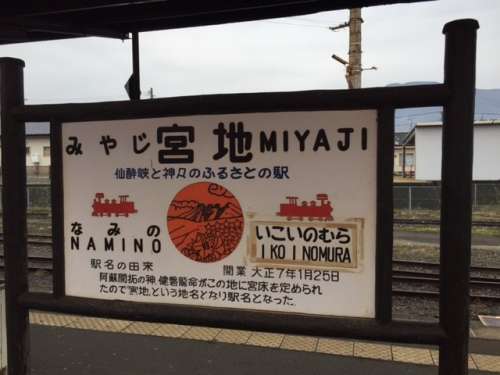 みやじ 宮地 MIYAJI
仙酔峡と神々のふるさとの駅
なみの
NAMINO
いこいのむら
IKOINOMURA
駅名の由来 開業 大正7年1月25日
阿蘇開拓の神、健磐龍命がこの地に宮床を定められ
たので"宮地"という地名となり駅名となった。